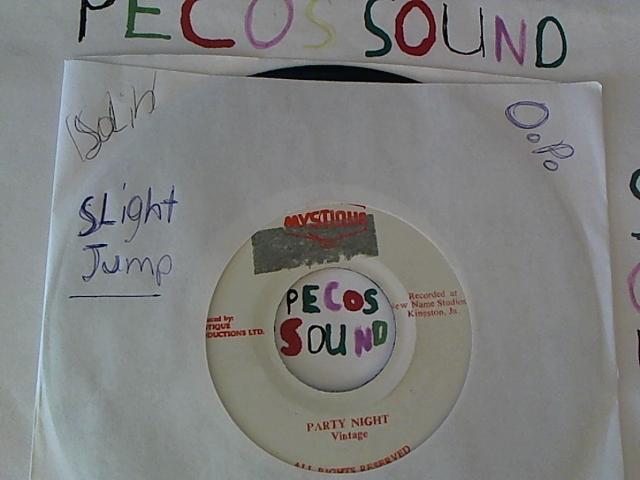 PECOS SOUND
O.P.
SLight
Jump
MYSTIQUE
Recorded at
New Name Studios
Kingston, Ja.
PECOS
SOUND
PARTY NIGHT
Vintage
ALL RIGHTS RESERVED